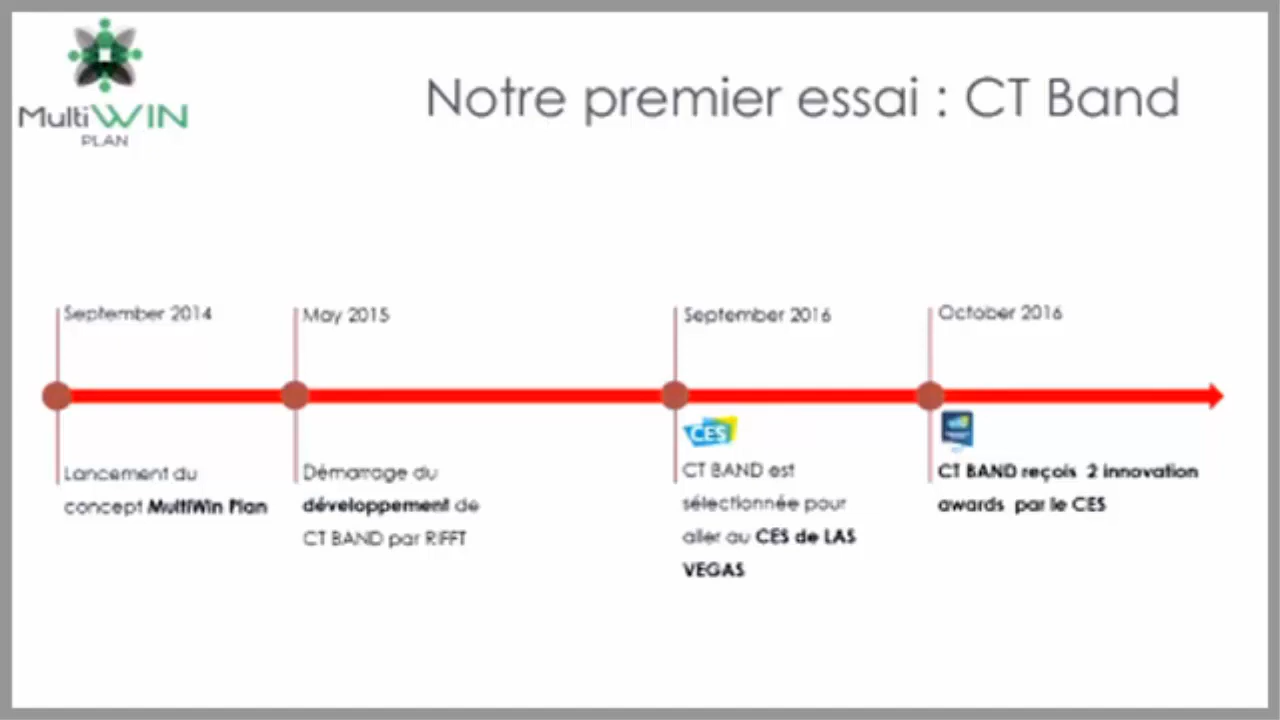 MultiWIN
PLAN
Notre premier essai : CT Band
September 2014
May 2015
September 2016
October 2016
CES
Lancement du
concept MultiWin Plan
Démarrage du
développement de
CT BAND par RIFFT
CT BAND est
sélectionnée pour
aller au CES de LAS
VEGAS
CT BAND reçois 2 innovation
awards par le CES